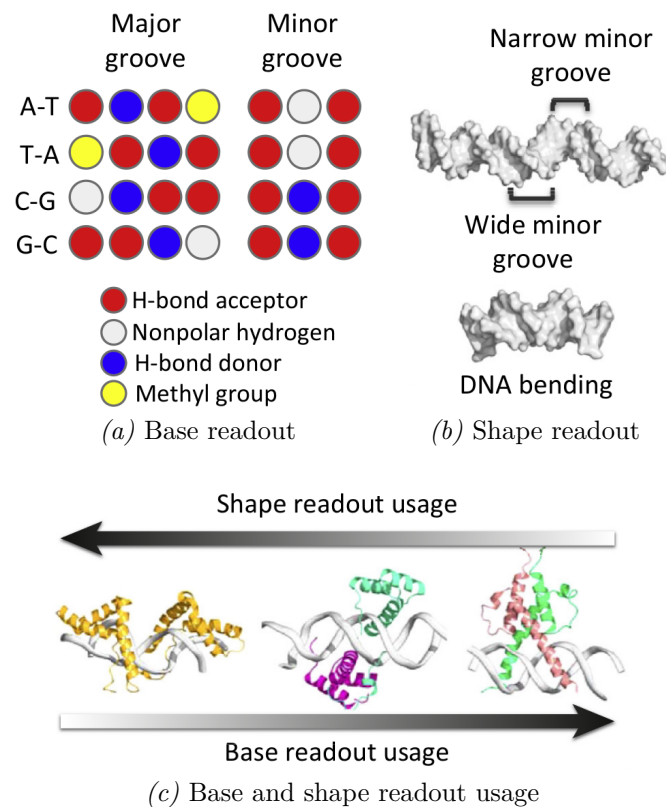 Major groove
Minor groove
A-T
T-A
C-G
G-C
H-bond acceptor
Nonpolar hydrogen
H-bond donor
Methyl group
(a) Base readout
Narrow minor
groove
Wide minor
groove
DNA bending
(b) Shape readout
Shape readout usage
Base readout usage
(c) Base and shape readout usage